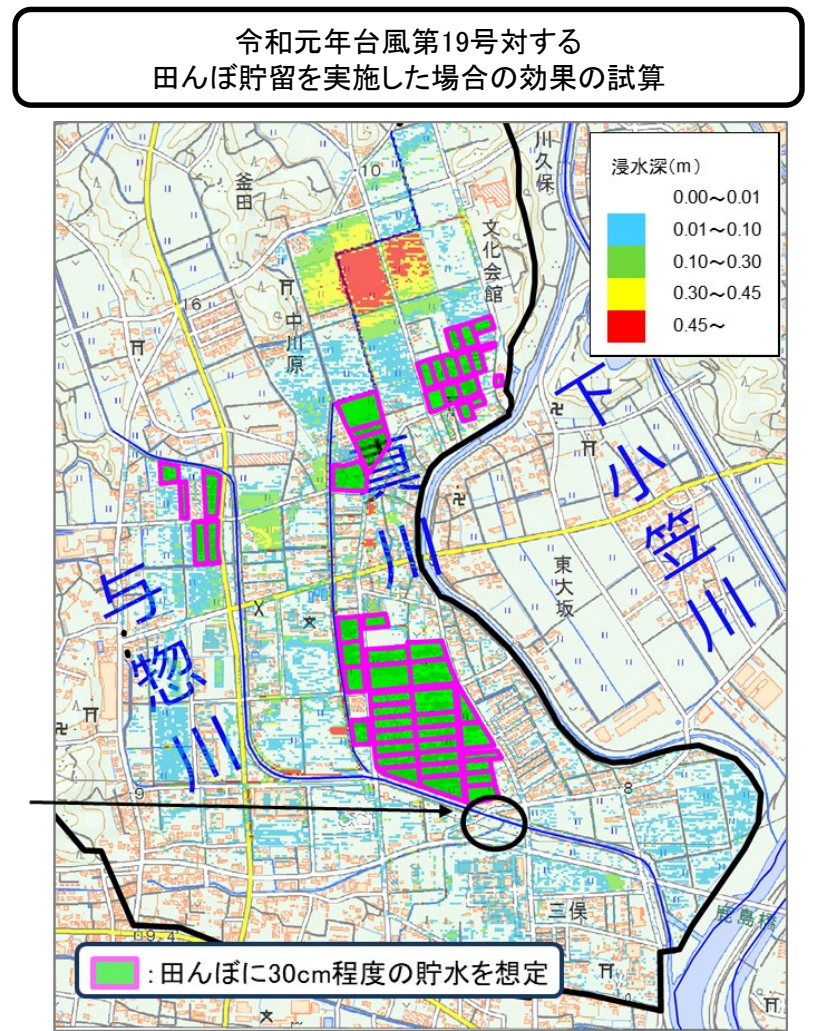 令和元年台風第19号対する
田んぼ貯留を実施した場合の効果の試算
浸水深(m)
0.00～0.01
0.01～0.10
0.10～0.30
0.30～0.45
0.45～
川久保
釜田
10
文化会館
16
中川原
下小笠川
真川
東大坂
与惣川
9
8
三俣
鹿島橋
09.4
:田んぼに30cm程度の貯水を想定